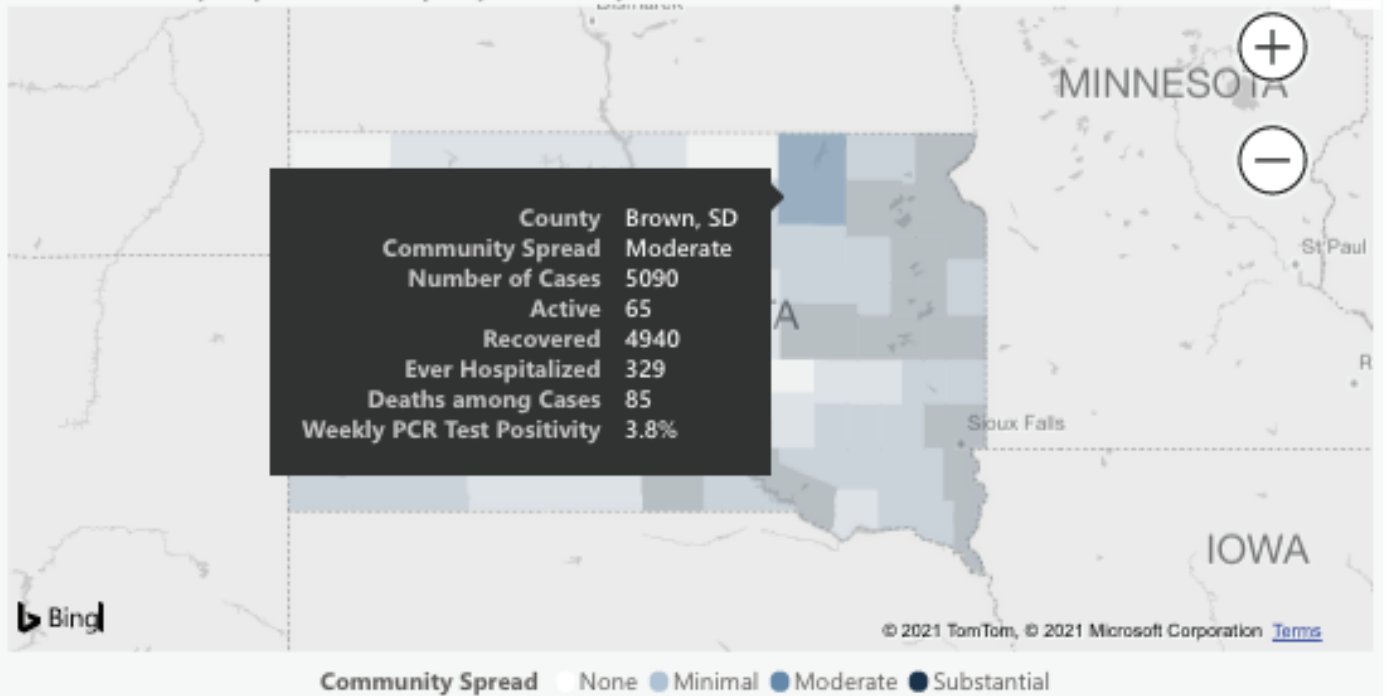 Bismarck
MINNESOTA
County Brown, SD
Community Spread Moderate
Number of Cases 5090
Active 65
Recovered 4940
Ever Hospitalized 329
Deaths among Cases 85
Weekly PCR Test Positivity 3.8%
St Paul
TA
R
Sioux Falls
IOWA
Bing
© 2021 TomTom, © 2021 Microsoft Corporation Terms
Community Spread None Minimal Moderate Substantial